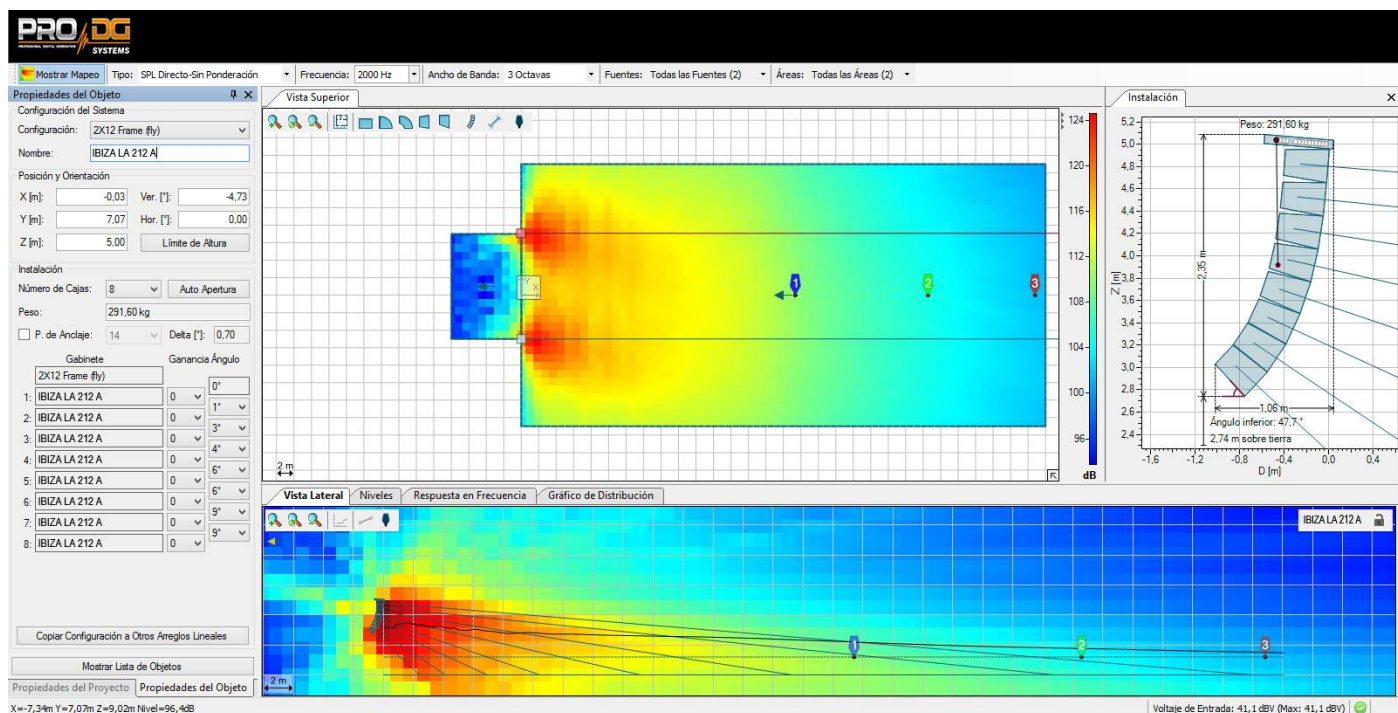 PRO DG
PROFESSIONAL DIGITAL GENERATION SYSTEMS
Mostrar Mapeo Tipo: SPL Directo-Sin Ponderación Frecuencia: 2000 Hz Ancho de Banda: 3 Octavas Fuentes: Todas las Fuentes (2) Áreas: Todas las Áreas (2)
Propiedades del Objeto
Configuración del Sistema
Configuración: 2X12 Frame (fly)
Nombre: IBIZA LA 212 A
Posición y Orientación
X [m]: -0,03 Ver. [°]: -4,73
Y [m]: 7,07 Hor. [°]: 0,00
Z [m]: 5,00 Límite de Altura
Instalación
Número de Cajas: 8 Auto Apertura
Peso: 291,60 kg
P. de Anclaje: 14 Delta [°]: 0,70
Gabinete Ganancia Ángulo
2X12 Frame (fly)
0°
1: IBIZA LA 212 A 0
1°
2: IBIZA LA 212 A 0
3°
3: IBIZA LA 212 A 0
4°
4: IBIZA LA 212 A 0
6°
5: IBIZA LA 212 A 0
6°
6: IBIZA LA 212 A 0
9°
7: IBIZA LA 212 A 0
9°
8: IBIZA LA 212 A 0
Copiar Configuración a Otros Arreglos Lineales
Mostrar Lista de Objetos
Propiedades del Proyecto Propiedades del Objeto
Vista Superior
Y
X
1
2
3
2 m
124
120
116
112
108
104
100
96
dB
Instalación
Peso: 291,60 kg
5,2
5,0
4,8
4,6
4,4
4,2
4,0
3,8
3,6
3,4
3,2
3,0
2,8
2,6
2,4
Z [m]
2,35 m
1,06 m
Ángulo inferior: 47,7°
2,74 m sobre tierra
-1,6 -1,2 -0,8 -0,4 0,0 0,4
D [m]
Vista Lateral Niveles Respuesta en Frecuencia Gráfico de Distribución
IBIZA LA 212 A
1
2
3
2 m
X=-7,34m Y=7,07m Z=9,02m Nivel=96,4dB
Voltaje de Entrada: 41,1 dBV (Max: 41,1 dBV)